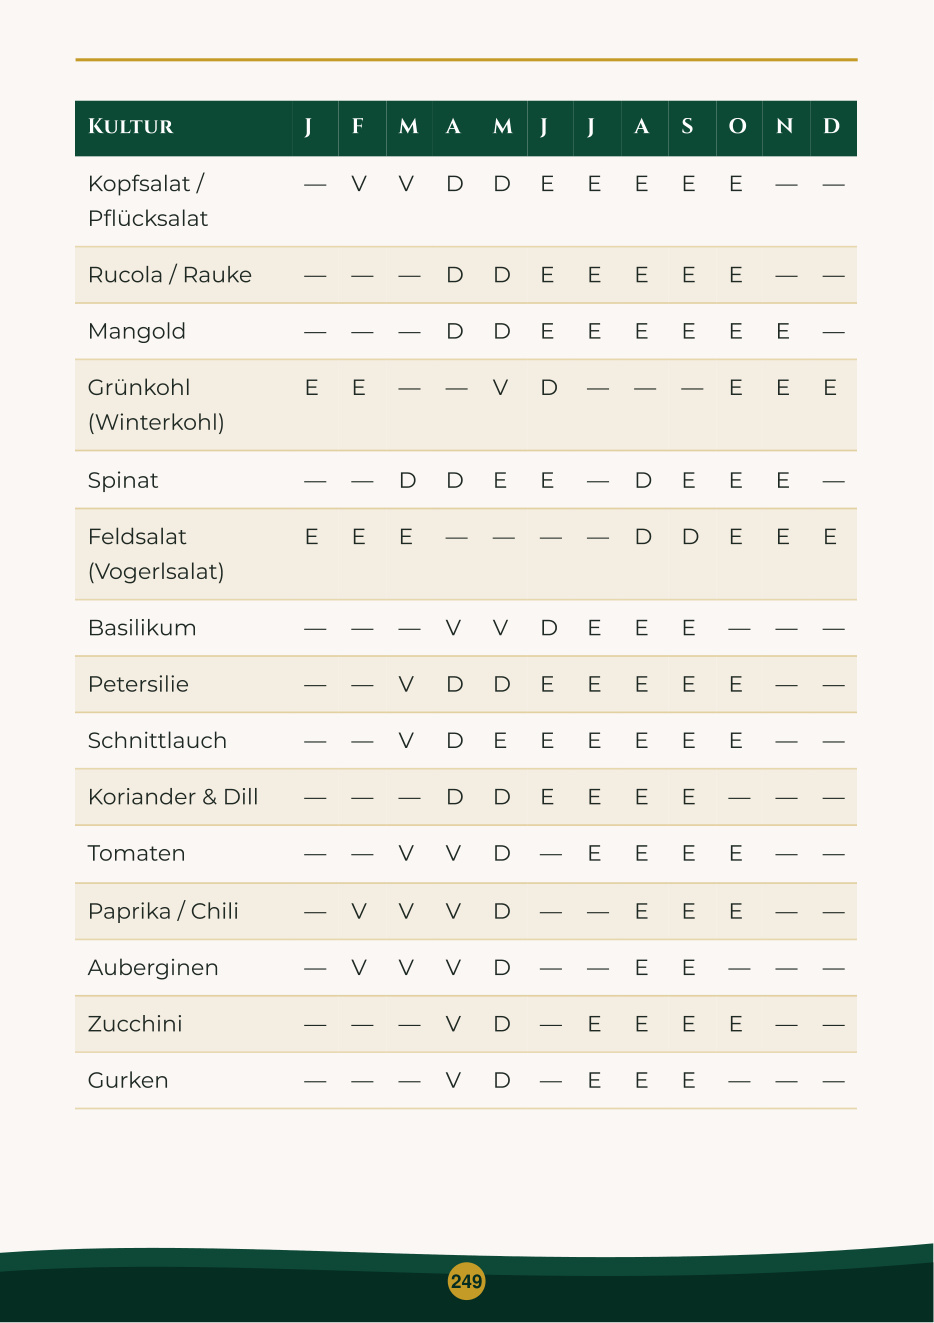 Kultur J F M A M J J A S O N D
Kopfsalat / — V V D D E E E E E — —
Pflücksalat
Rucola / Rauke — — — D D E E E E E — —
Mangold — — — D D E E E E E E —
Grünkohl E E — — V D — — — E E E
(Winterkohl)
Spinat — — D D E E — D E E E —
Feldsalat E E E — — — — D D E E E
(Vogerlsalat)
Basilikum — — — V V D E E E — — —
Petersilie — — V D D E E E E E — —
Schnittlauch — — V D E E E E E E — —
Koriander & Dill — — — D D E E E E — — —
Tomaten — — V V D — E E E E — —
Paprika / Chili — V V V D — — E E E — —
Auberginen — V V V D — — E E — — —
Zucchini — — — V D — E E E E — —
Gurken — — — V D — E E E — — —
249